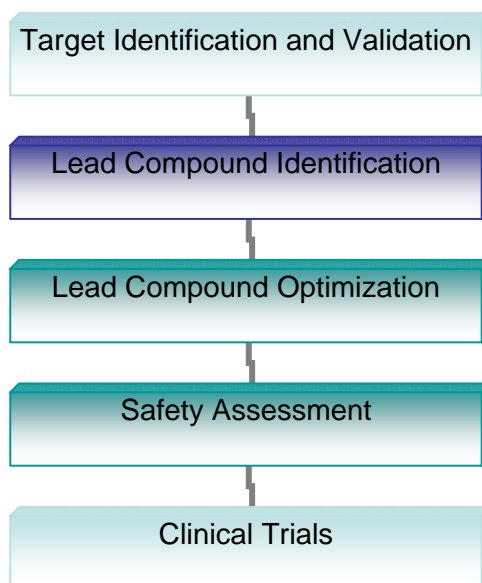 Target Identification and Validation
Lead Compound Identification
Lead Compound Optimization
Safety Assessment
Clinical Trials